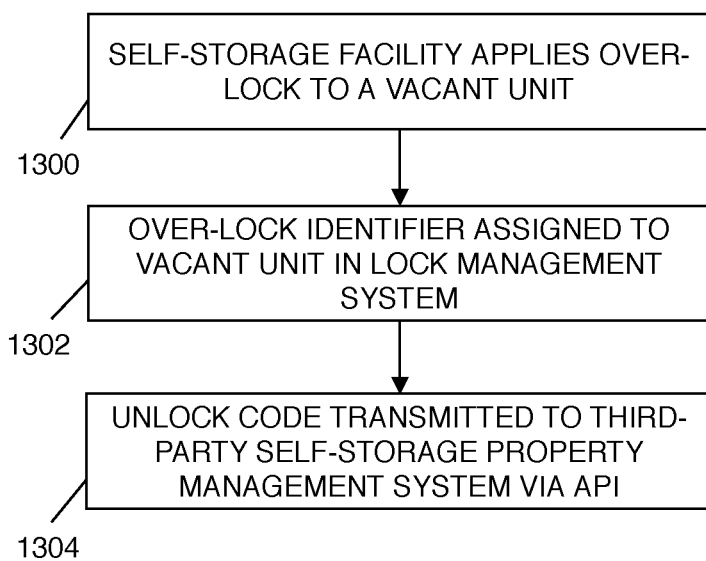 SELF-STORAGE FACILITY APPLIES OVER-
LOCK TO A VACANT UNIT
1300
OVER-LOCK IDENTIFIER ASSIGNED TO
VACANT UNIT IN LOCK MANAGEMENT
SYSTEM
1302
UNLOCK CODE TRANSMITTED TO THIRD-
PARTY SELF-STORAGE PROPERTY
MANAGEMENT SYSTEM VIA API
1304